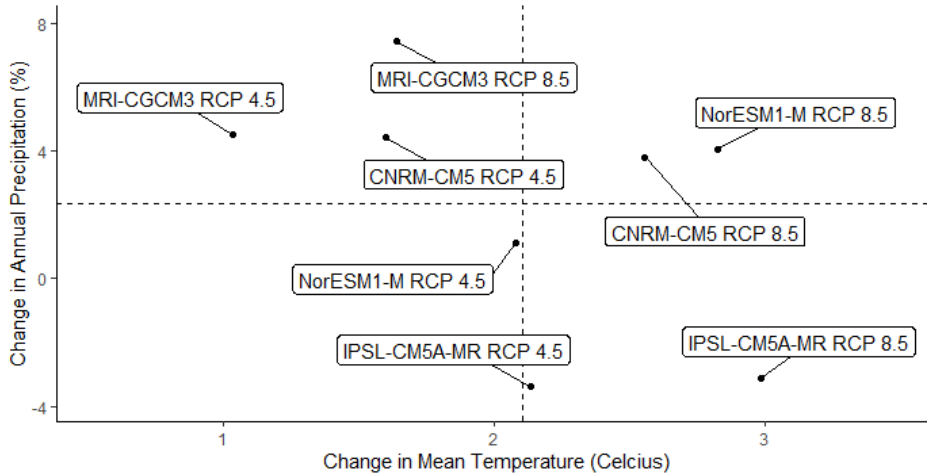 Change in Annual Precipitation (%)
8
4
0
-4
MRI-CGCM3 RCP 8.5
MRI-CGCM3 RCP 4.5
NorESM1-M RCP 8.5
CNRM-CM5 RCP 4.5
CNRM-CM5 RCP 8.5
NorESM1-M RCP 4.5
IPSL-CM5A-MR RCP 4.5
IPSL-CM5A-MR RCP 8.5
1
2
3
Change in Mean Temperature (Celcius)